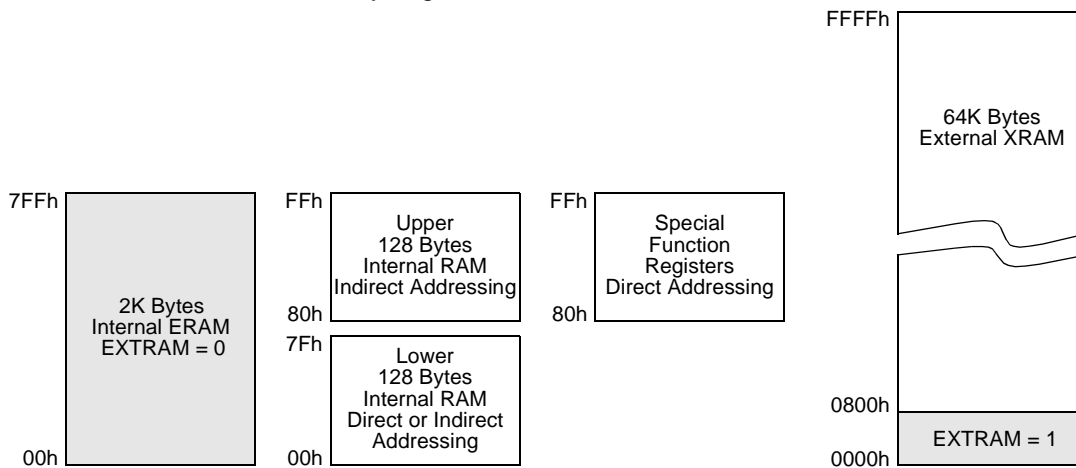 FFFFh
64K Bytes
External XRAM
7FFh
2K Bytes
Internal ERAM
EXTRAM = 0
00h
FFh
Upper
128 Bytes
Internal RAM
Indirect Addressing
80h
7Fh
Lower
128 Bytes
Internal RAM
Direct or Indirect
Addressing
00h
FFh
Special
Function
Registers
Direct Addressing
80h
0800h
EXTRAM = 1
0000h